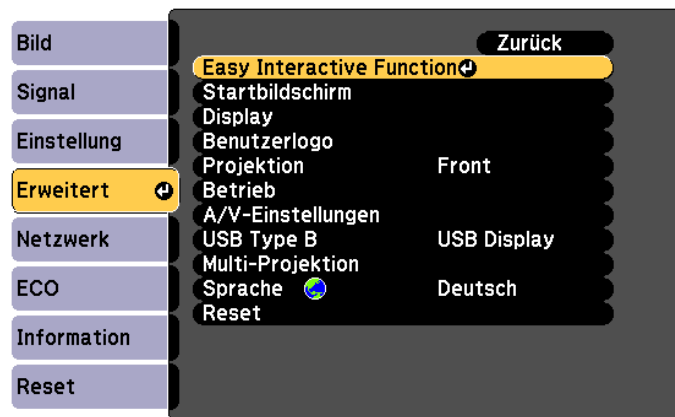 Bild
Signal
Einstellung
Erweitert
Netzwerk
ECO
Information
Reset
Zurück
Easy Interactive Function
Startbildschirm
Display
Benutzerlogo
Projektion Front
Betrieb
A/V-Einstellungen
USB Type B USB Display
Multi-Projektion
Sprache Deutsch
Reset